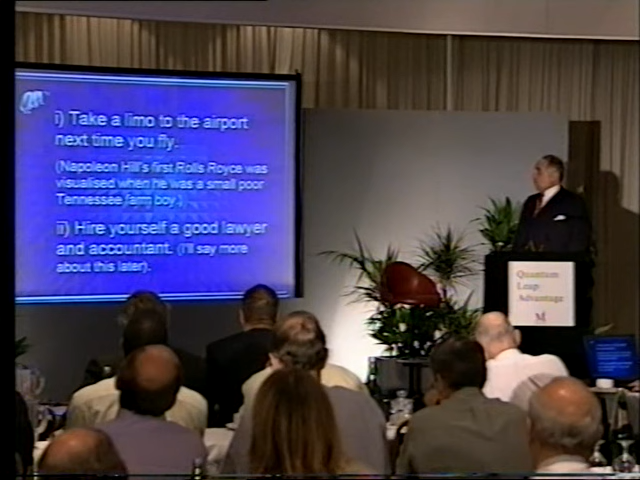 i) Take a limo to the airport
next time you fly.
(Napoleon Hill's first Rolls Royce was
visualised when he was a small poor
Tennessee farm boy.)
ii) Hire yourself a good lawyer
and accountant. (I'll say more
about this later).
Quantum
Leap
Advantage
M